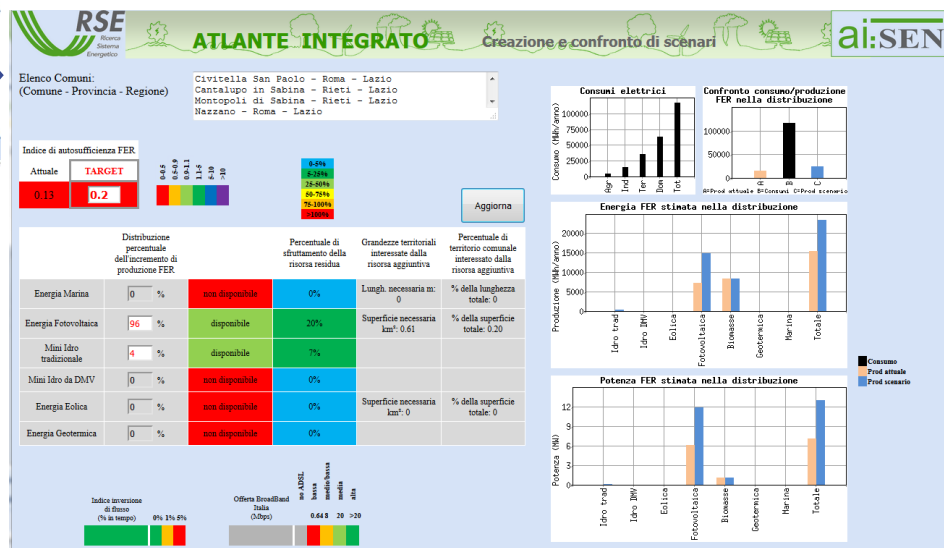 RSE
Ricerca
Sistema
Energetico
ATLANTE INTEGRATO
Creazione e confronto di scenari
ai:SEN
Elenco Comuni:
(Comune - Provincia - Regione)
Civitella San Paolo - Roma - Lazio
Cantalupo in Sabina - Rieti - Lazio
Montopoli di Sabina - Rieti - Lazio
Nazzano - Roma - Lazio
Indice di autosufficienza FER
Attuale TARGET
0.13 0.2
0-0.5 0.5-0.9 0.9-1.1 1.1-5 5-10 >10
0-5%
5-25%
25-50%
50-75%
75-100%
>100%
Aggiorna
Distribuzione
percentuale
dell'incremento di
produzione FER
Percentuale di
sfruttamento della
risorsa residua
Grandezze territoriali
interessate dalla
risorsa aggiuntiva
Percentuale di
territorio comunale
interessato dalla
risorsa aggiuntiva
Energia Marina 0 % non disponibile 0% Lungh. necessaria m: 0 % della lunghezza totale: 0
Energia Fotovoltaica 96 % disponibile 20% Superficie necessaria km²: 0.61 % della superficie totale: 0.20
Mini Idro tradizionale 4 % disponibile 7%
Mini Idro da DMV 0 % non disponibile 0%
Energia Eolica 0 % non disponibile 0% Superficie necessaria km²: 0 % della superficie totale: 0
Energia Geotermica 0 % non disponibile 0%
Indice inversione
di flusso
(% in tempo) 0% 1% 5%
Offerta BroadBand
Italia
(Mbps)
no ADSL bassa medio/bassa media alta
0.64 8 20 >20
Consumi elettrici
Consumo (MWh/anno)
100000
75000
50000
25000
0
Agr Ind Ter Dom Tot
Confronto consumo/produzione
FER nella distribuzione
100000
50000
0
A B C
A=Prod attuale B=Consumi C=Prod scenario
Energia FER stimata nella distribuzione
Produzione (MWh/anno)
20000
15000
10000
5000
0
Idro trad Idro DMV Eolica Fotovoltaica Biomasse Geotermica Marina Totale
Consumo
Prod attuale
Prod scenario
Potenza FER stimata nella distribuzione
Potenza (MW)
12
9
6
3
0
Idro trad Idro DMV Eolica Fotovoltaica Biomasse Geotermica Marina Totale